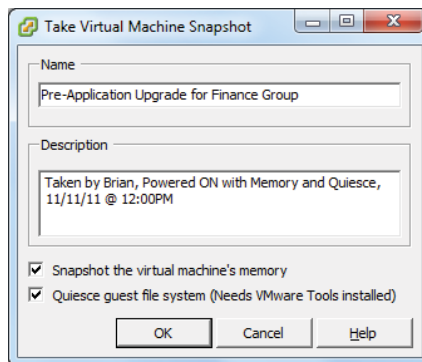 Take Virtual Machine Snapshot
Name
Pre-Application Upgrade for Finance Group
Description
Taken by Brian, Powered ON with Memory and Quiesce,
11/11/11 @ 12:00PM
Snapshot the virtual machine's memory
Quiesce guest file system (Needs VMware Tools installed)
OK
Cancel
Help